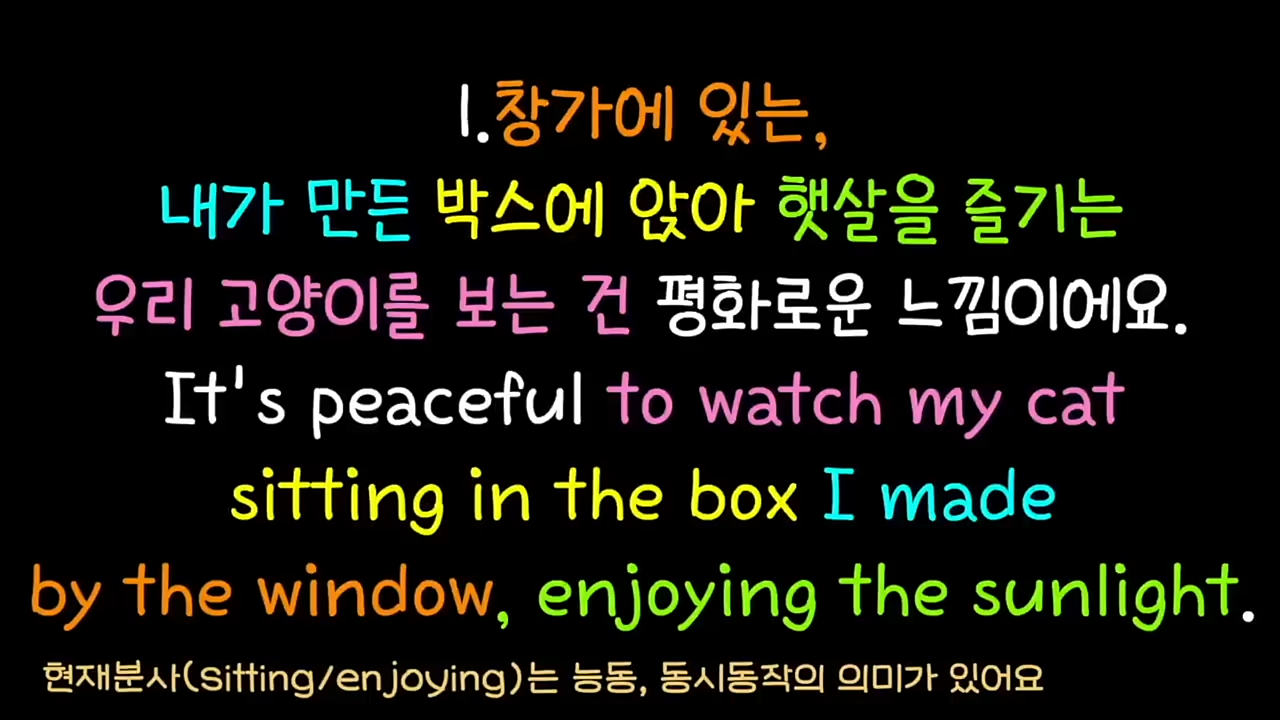 1.창가에 있는,
내가 만든 박스에 앉아 햇살을 즐기는
우리 고양이를 보는 건 평화로운 느낌이에요.
It's peaceful to watch my cat
sitting in the box I made
by the window, enjoying the sunlight.
현재분사(sitting/enjoying)는 능동, 동시동작의 의미가 있어요